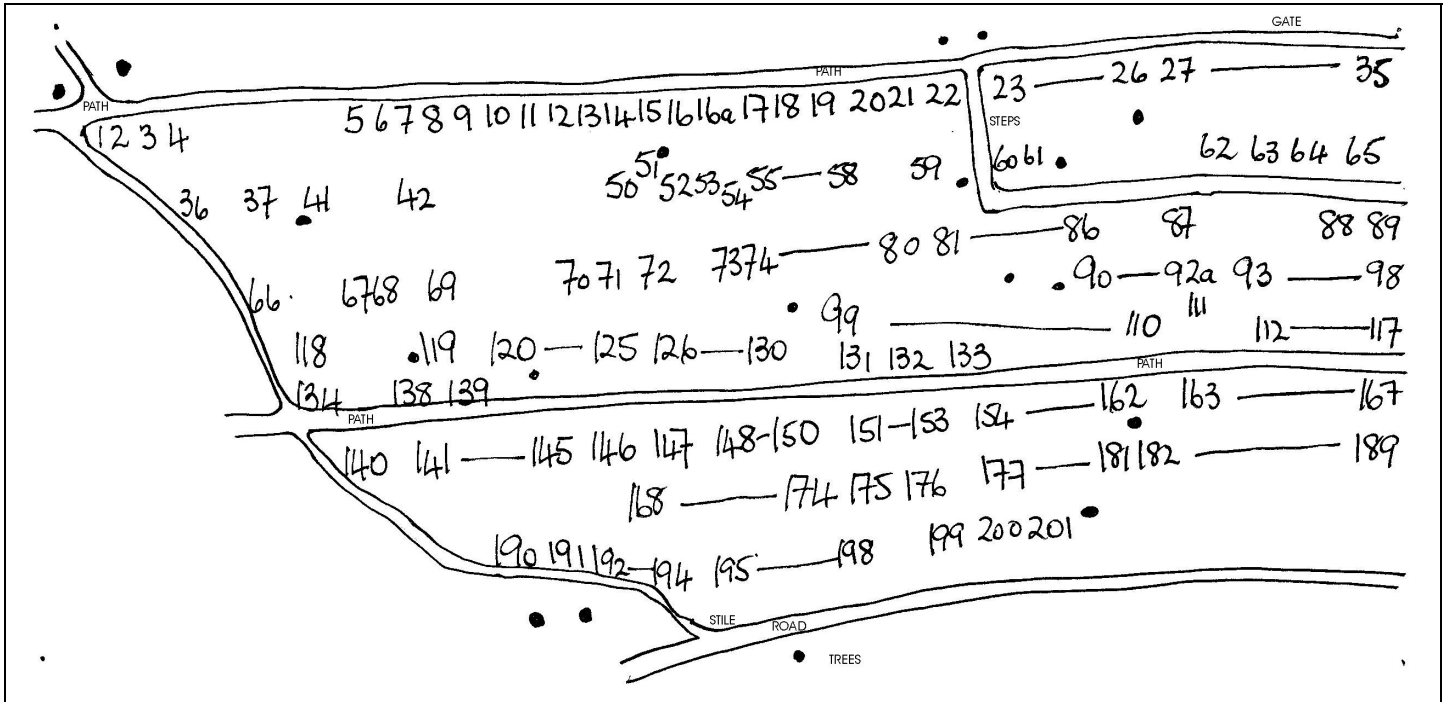 GATE
PATH
23 — 26 27 — 35
PATH
5 6 7 8 9 10 11 12 13 14 15 16 16a 17 18 19 20 21 22
STEPS
1 2 3 4
60 61
62 63 64 65
50 51 52 53 54 55 — 58 59
36 37 41 42
86 87 88 89
70 71 72 73 74 — 80 81 —
66 67 68 69
90 — 92a 93 — 98
99 — 110 111 112 — 117
118 119 120 — 125 126 — 130 131 132 133
PATH
134 138 139
PATH
140 141 — 145 146 147 148-150 151-153 154 — 162 163 — 167
168 — 174 175 176 177 — 181 182 — 189
190 191 192-194 195 — 198 199 200 201
STILE
ROAD
TREES